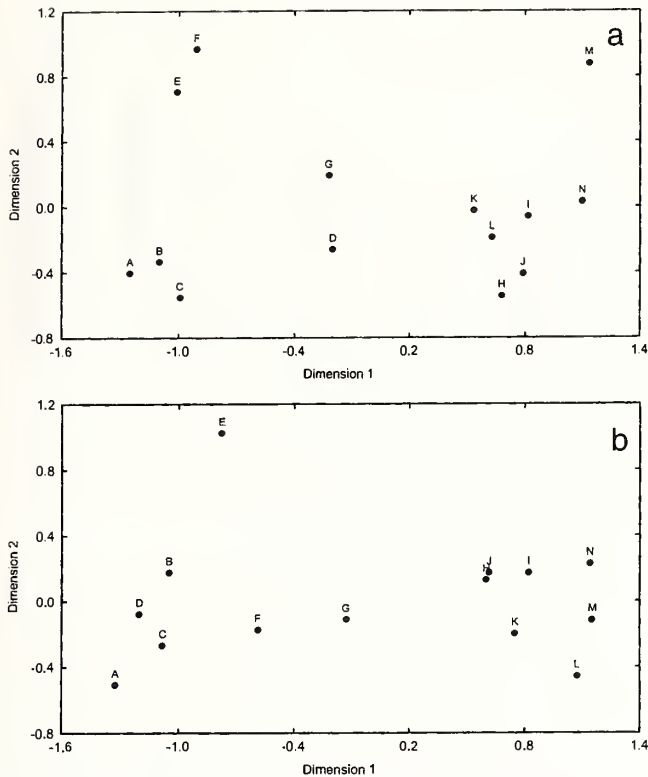 a
1.2
0.8
0.4
0.0
-0.4
-0.8
Dimension 2
F
E
M
G
D
K
L
I
N
A
B
C
H
J
-1.6
-1.0
-0.4
0.2
0.8
1.4
Dimension 1
b
1.2
0.8
0.4
0.0
-0.4
-0.8
Dimension 2
E
B
D
C
A
F
G
J
H
I
N
K
M
L
-1.6
-1.0
-0.4
0.2
0.8
1.4
Dimension 1